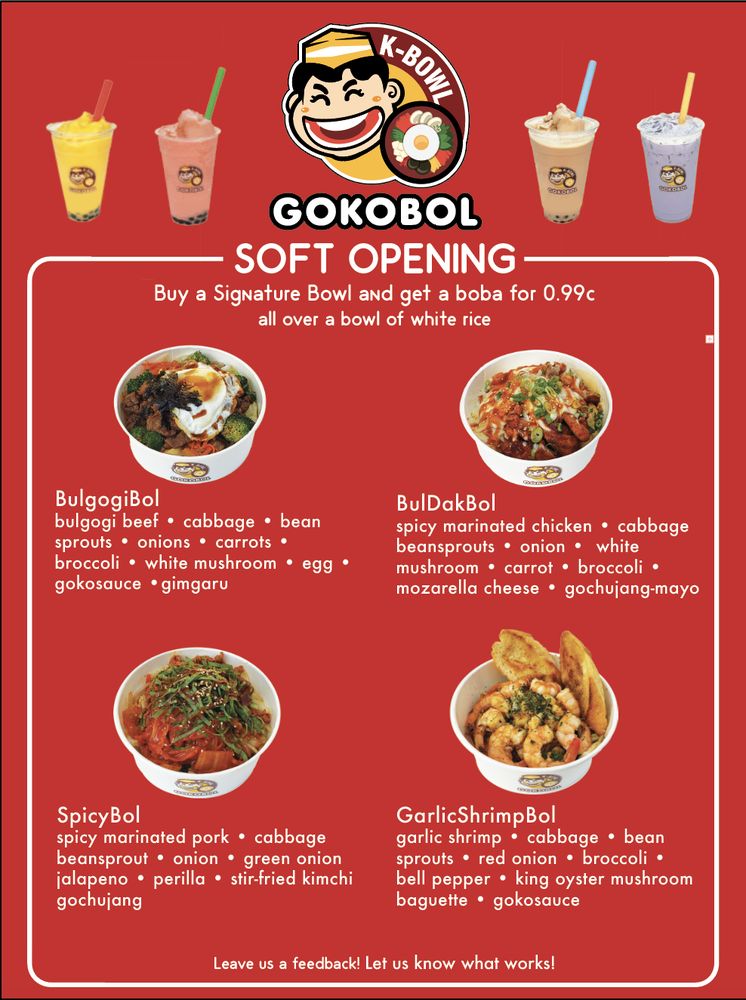 K-BOWL
GOKOBOL
SOFT OPENING
Buy a Signature Bowl and get a boba for 0.99c
all over a bowl of white rice
BulgogiBol
bulgogi beef • cabbage • bean
sprouts • onions • carrots •
broccoli • white mushroom • egg •
gokosauce •gimgaru
BulDakBol
spicy marinated chicken • cabbage
beansprouts • onion • white
mushroom • carrot • broccoli •
mozarella cheese • gochujang-mayo
SpicyBol
spicy marinated pork • cabbage
beansprout • onion • green onion
jalapeno • perilla • stir-fried kimchi
gochujang
GarlicShrimpBol
garlic shrimp • cabbage • bean
sprouts • red onion • broccoli •
bell pepper • king oyster mushroom
baguette • gokosauce
Leave us a feedback! Let us know what works!